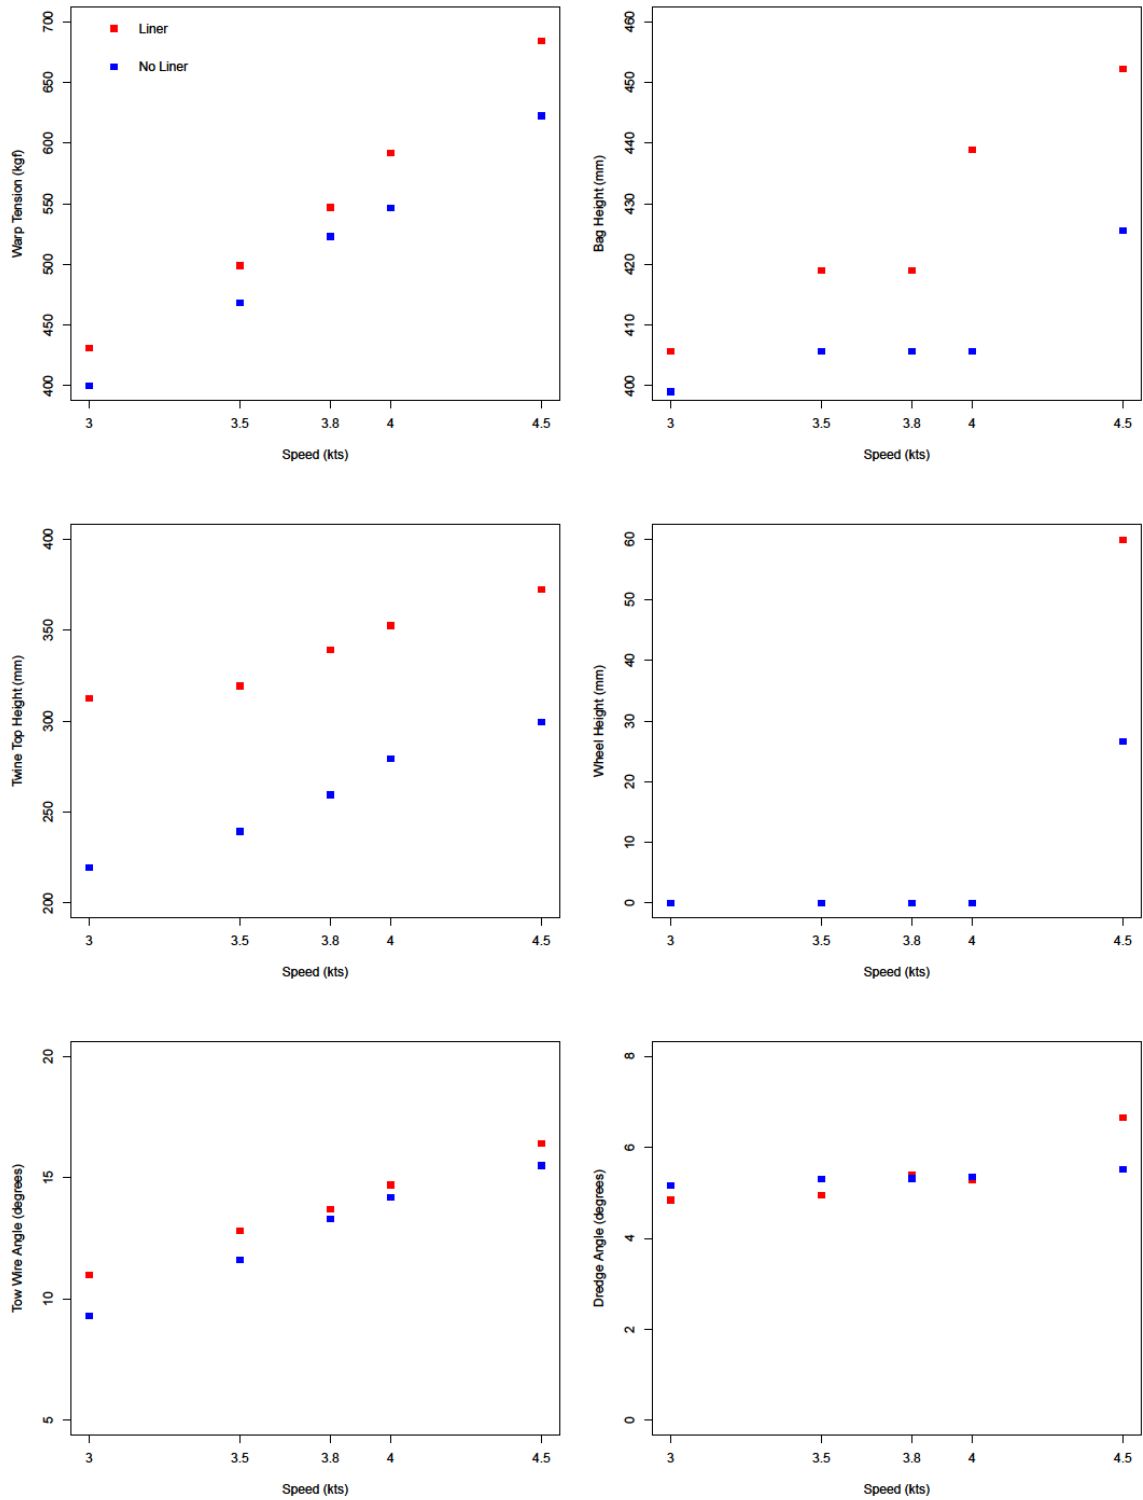 Liner
No Liner
Warp Tension (kgf)
700
650
600
550
500
450
400
3 3.5 3.8 4 4.5
Speed (kts)
Bag Height (mm)
460
450
440
430
420
410
400
3 3.5 3.8 4 4.5
Speed (kts)
Twine Top Height (mm)
400
350
300
250
200
3 3.5 3.8 4 4.5
Speed (kts)
Wheel Height (mm)
60
50
40
30
20
10
0
3 3.5 3.8 4 4.5
Speed (kts)
Tow Wire Angle (degrees)
20
15
10
5
3 3.5 3.8 4 4.5
Speed (kts)
Dredge Angle (degrees)
8
6
4
2
0
3 3.5 3.8 4 4.5
Speed (kts)